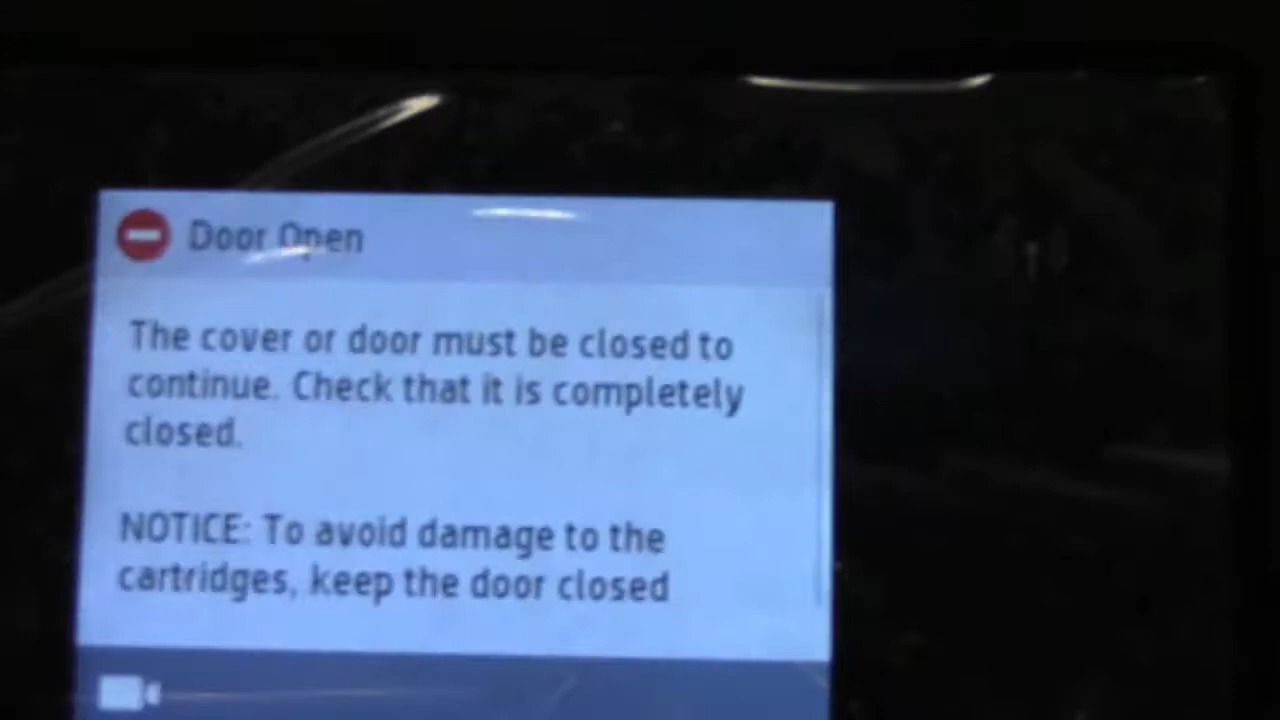 Door Open
The cover or door must be closed to
continue. Check that it is completely
closed.
NOTICE: To avoid damage to the
cartridges, keep the door closed